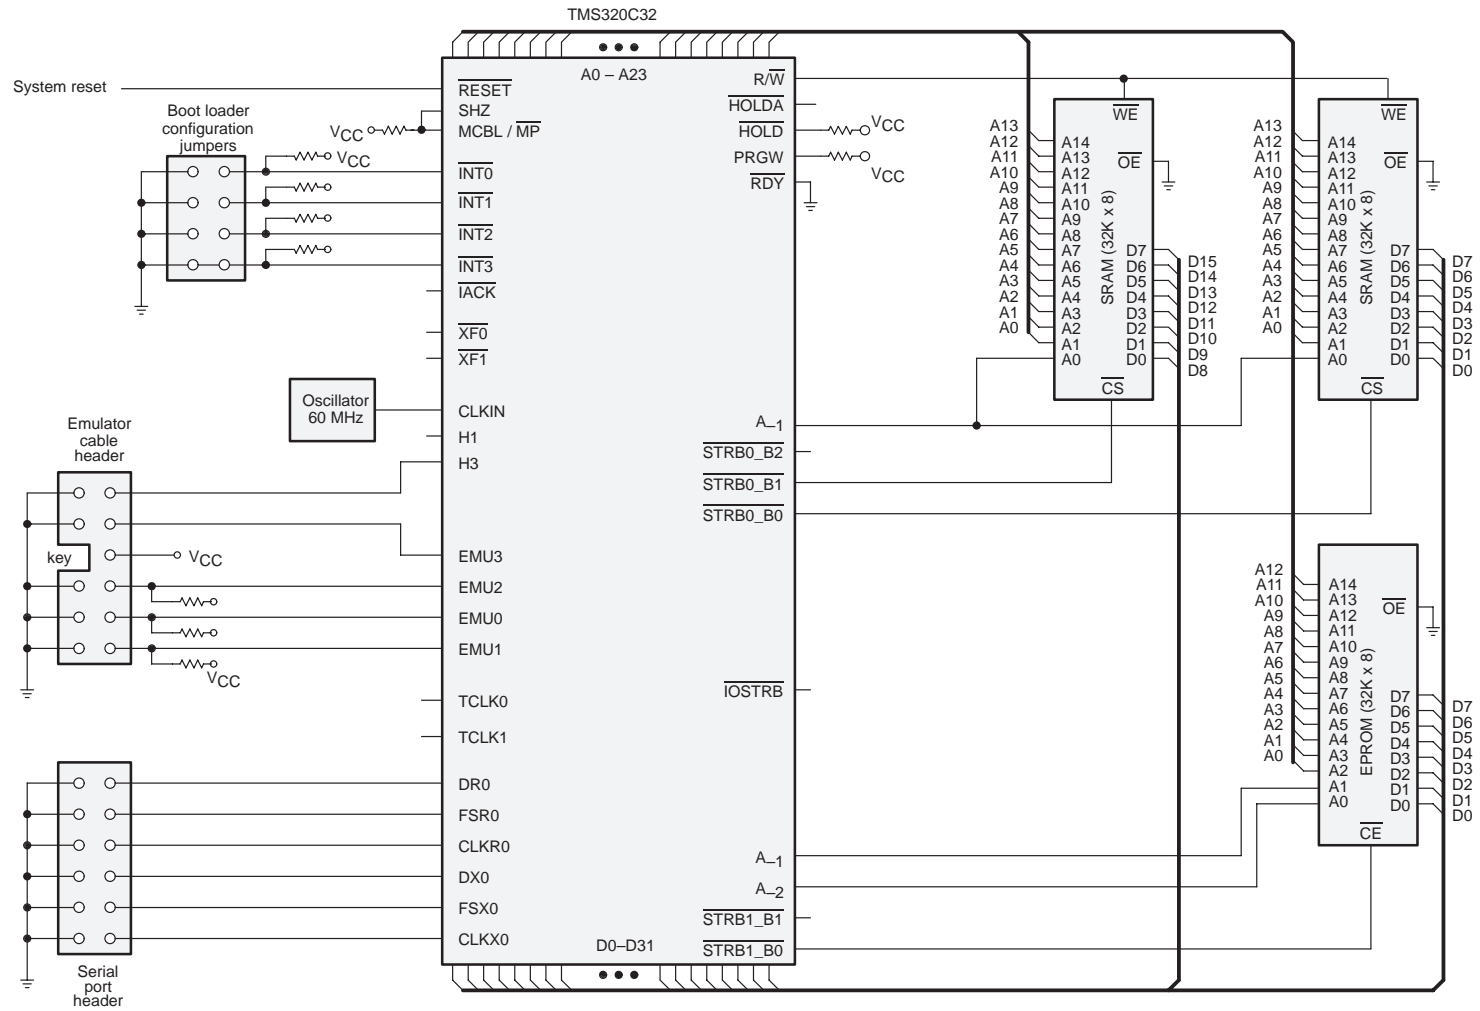 TMS320C32
A0 – A23
System reset
RESET
SHZ
VCC
MCBL / MP
Boot loader
configuration
jumpers
VCC
INT0
INT1
INT2
INT3
IACK
XF0
XF1
Oscillator
60 MHz
CLKIN
H1
H3
Emulator
cable
header
key
VCC
EMU3
EMU2
EMU0
EMU1
VCC
TCLK0
TCLK1
DR0
FSR0
CLKR0
DX0
FSX0
CLKX0
Serial
port
header
D0–D31
R/W
HOLDA
HOLD
VCC
PRGW
VCC
RDY
A_1
STRB0_B2
STRB0_B1
STRB0_B0
IOSTRB
A_1
A_2
STRB1_B1
STRB1_B0
A13
A12
A11
A10
A9
A8
A7
A6
A5
A4
A3
A2
A1
A0
WE
OE
A14
A13
A12
A11
A10
A9
A8
A7
A6
A5
A4
A3
A2
A1
A0
SRAM (32K x 8)
D7
D6
D5
D4
D3
D2
D1
D0
CS
D15
D14
D13
D12
D11
D10
D9
D8
A13
A12
A11
A10
A9
A8
A7
A6
A5
A4
A3
A2
A1
A0
WE
OE
A14
A13
A12
A11
A10
A9
A8
A7
A6
A5
A4
A3
A2
A1
A0
SRAM (32K x 8)
D7
D6
D5
D4
D3
D2
D1
D0
CS
D7
D6
D5
D4
D3
D2
D1
D0
A12
A11
A10
A9
A8
A7
A6
A5
A4
A3
A2
A1
A0
OE
A14
A13
A12
A11
A10
A9
A8
A7
A6
A5
A4
A3
A2
A1
A0
EPROM (32K x 8)
D7
D6
D5
D4
D3
D2
D1
D0
CE
D7
D6
D5
D4
D3
D2
D1
D0